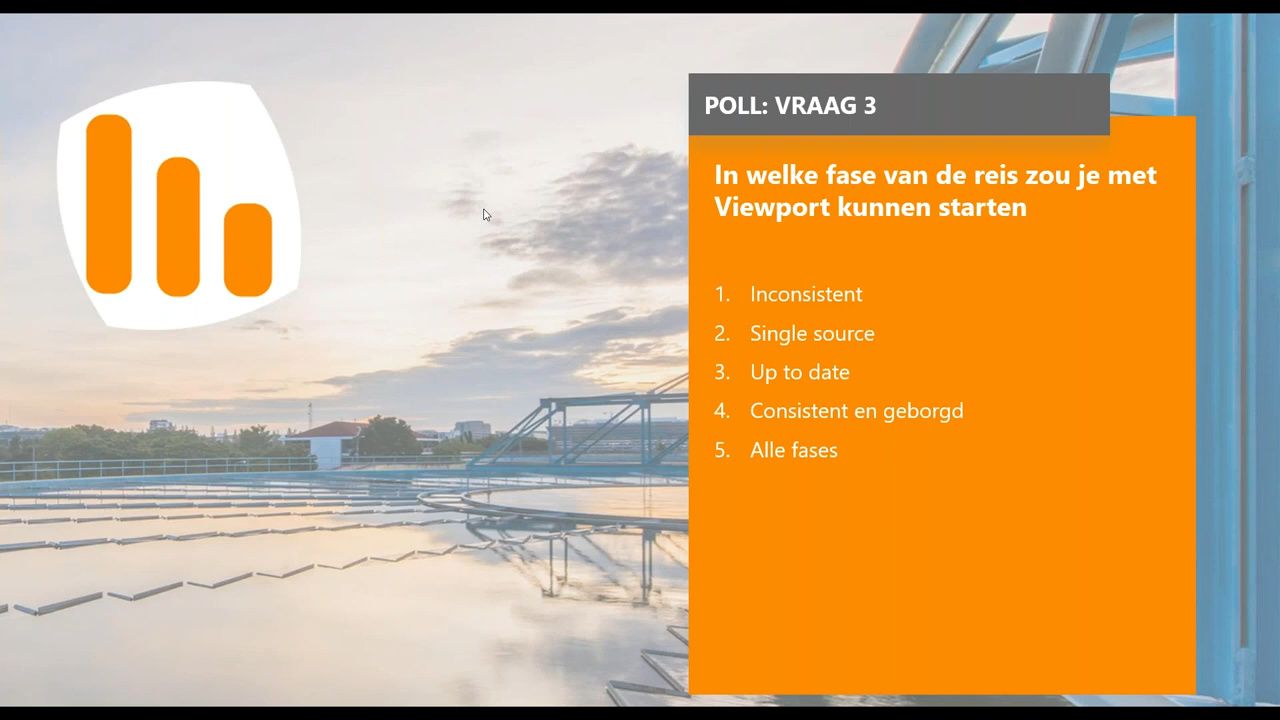 POLL: VRAAG 3
In welke fase van de reis zou je met
Viewport kunnen starten
1. Inconsistent
2. Single source
3. Up to date
4. Consistent en geborgd
5. Alle fases